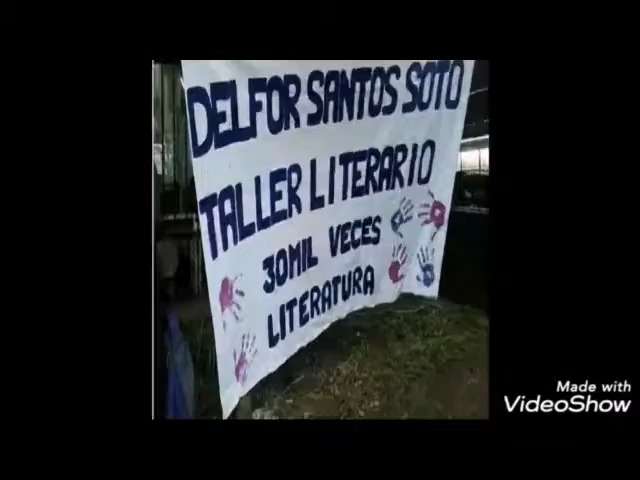 DELFOR SANTOS SOTO
TALLER LITERARIO
30MIL VECES
LITERATURA
Made with
VideoShow